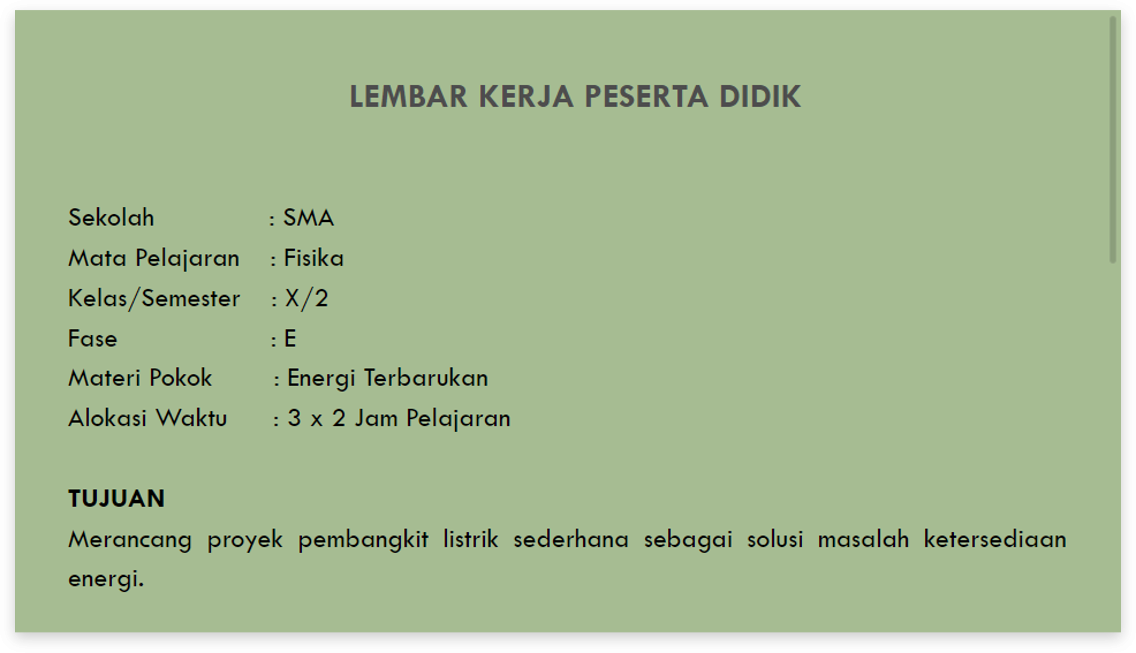 LEMBAR KERJA PESERTA DIDIK
Sekolah : SMA
Mata Pelajaran : Fisika
Kelas/Semester : X/2
Fase : E
Materi Pokok : Energi Terbarukan
Alokasi Waktu : 3 x 2 Jam Pelajaran
TUJUAN
Merancang proyek pembangkit listrik sederhana sebagai solusi masalah ketersediaan
energi.